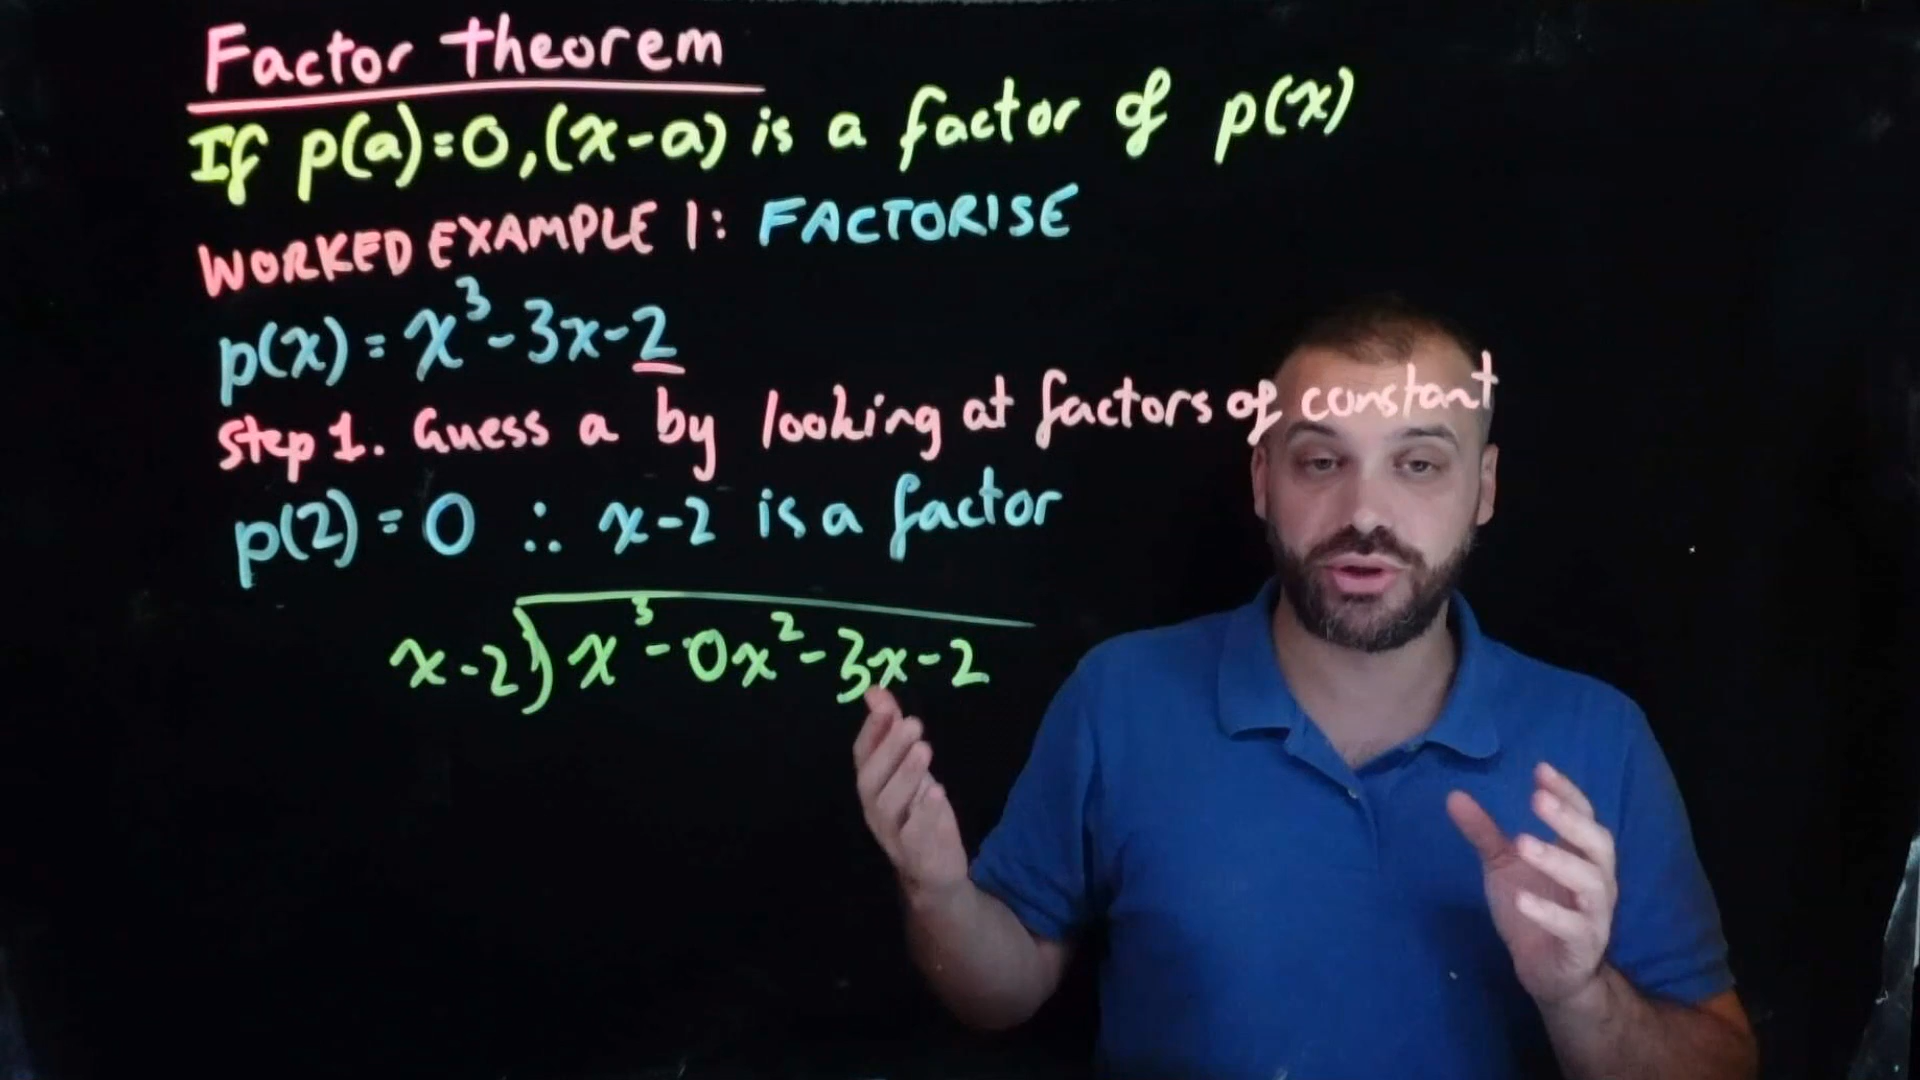 Factor theorem
If p(a)=0, (x-a) is a factor of p(x)
WORKED EXAMPLE 1: FACTORISE
p(x) = x³-3x-2
Step 1. Guess a by looking at factors of constant
p(2) = 0 ∴ x-2 is a factor
x-2)x³-0x²-3x-2